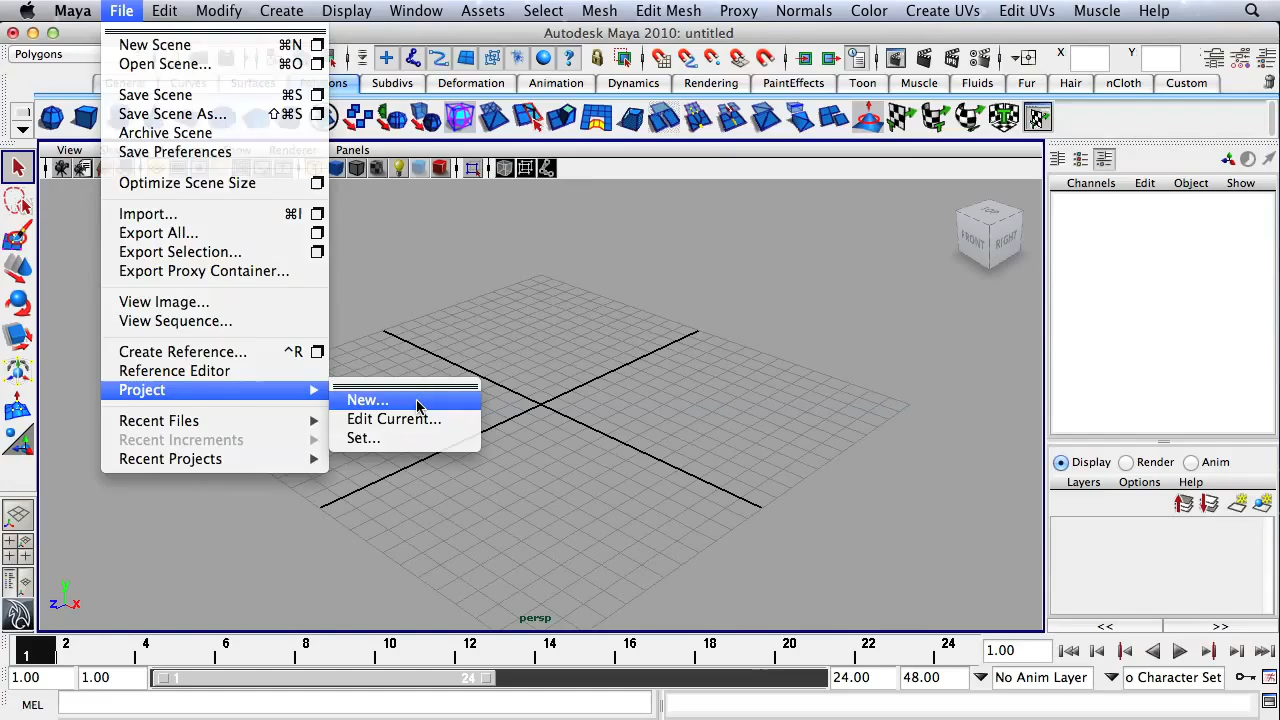 Maya File Edit Modify Create Display Window Assets Select Mesh Edit Mesh Proxy Normals Color Create UVs Edit UVs Muscle Help
Autodesk Maya 2010: untitled
Polygons
X Y
Subdivs Deformation Animation Dynamics Rendering PaintEffects Toon Muscle Fluids Fur Hair nCloth Custom
New Scene ⌘N
Open Scene... ⌘O
Save Scene ⌘S
Save Scene As... ⇧⌘S
Archive Scene
Save Preferences
Optimize Scene Size
Import... ⌘I
Export All...
Export Selection...
Export Proxy Container...
View Image...
View Sequence...
Create Reference... ^R
Reference Editor
Project
Recent Files
Recent Increments
Recent Projects
New...
Edit Current...
Set...
View Panels
TOP
FRONT RIGHT
y
z x
persp
Channels Edit Object Show
Display Render Anim
Layers Options Help
<< >>
1 2 4 6 8 10 12 14 16 18 20 22 24 1.00
1.00 1.00 1 24 24.00 48.00 No Anim Layer o Character Set
MEL